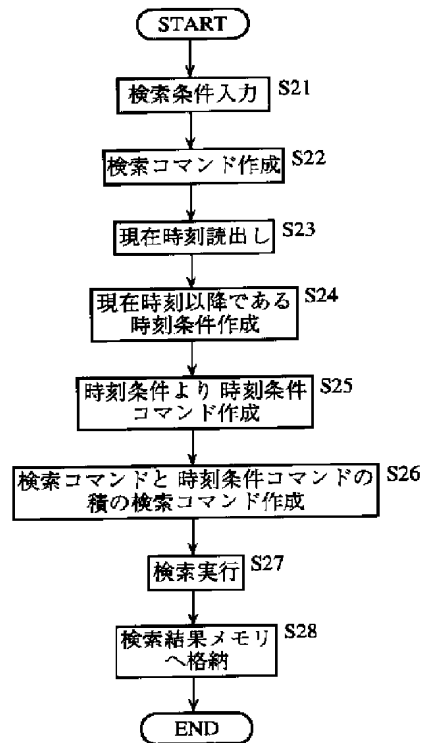 START
検索条件入力 S21
検索コマンド作成 S22
現在時刻読出し S23
現在時刻以降である
時刻条件作成 S24
時刻条件より時刻条件
コマンド作成 S25
検索コマンドと時刻条件コマンドの
積の検索コマンド作成 S26
検索実行 S27
検索結果メモリ
へ格納 S28
END